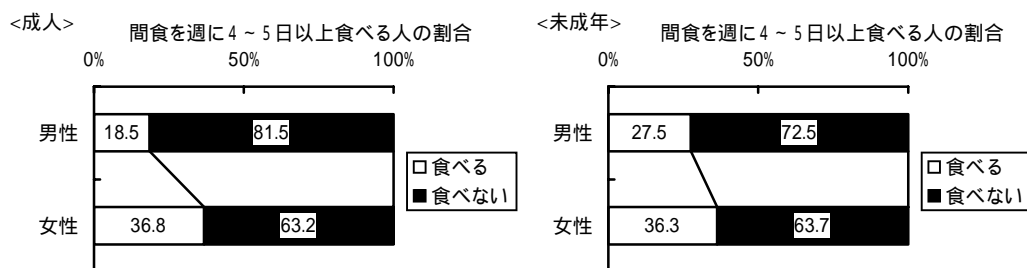 <成人>
間食を週に4~5日以上食べる人の割合
0% 50% 100%
男性 18.5 81.5
女性 36.8 63.2
□食べる
■食べない
<未成年>
間食を週に4~5日以上食べる人の割合
0% 50% 100%
男性 27.5 72.5
女性 36.3 63.7
□食べる
■食べない